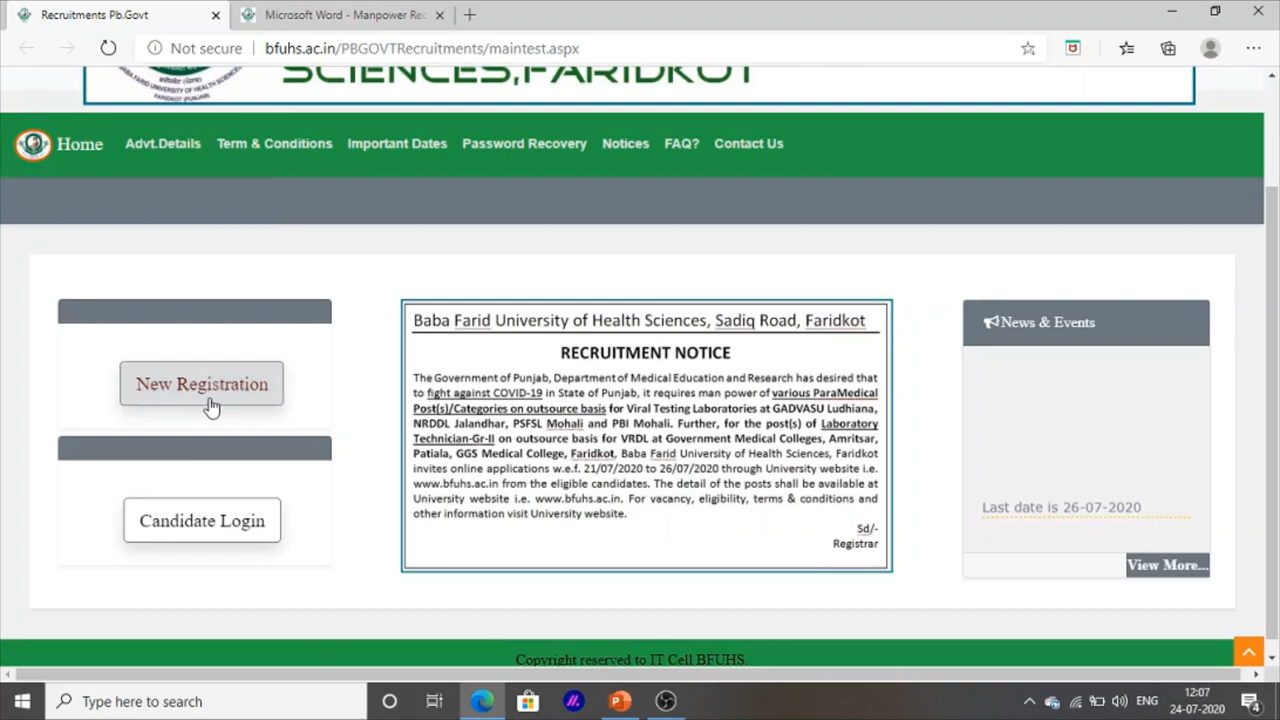 Recruitments Pb.Govt
Microsoft Word - Manpower Rec
Not secure
bfuhs.ac.in/PBGOVTRecruitments/maintest.aspx
SCIENCES,FARIDKOT
Home
Advt.Details
Term & Conditions
Important Dates
Password Recovery
Notices
FAQ?
Contact Us
New Registration
Candidate Login
Baba Farid University of Health Sciences, Sadiq Road, Faridkot
RECRUITMENT NOTICE
The Government of Punjab, Department of Medical Education and Research has desired that
to fight against COVID-19 in State of Punjab, it requires man power of various ParaMedical
Post(s)/Categories on outsource basis for Viral Testing Laboratories at GADVASU Ludhiana,
NRDDL Jalandhar, PSFSL Mohali and PBI Mohali. Further, for the post(s) of Laboratory
Technician-Gr-II on outsource basis for VRDL at Government Medical Colleges, Amritsar,
Patiala, GGS Medical College, Faridkot, Baba Farid University of Health Sciences, Faridkot
invites online applications w.e.f. 21/07/2020 to 26/07/2020 through University website i.e.
www.bfuhs.ac.in from the eligible candidates. The detail of the posts shall be available at
University website i.e. www.bfuhs.ac.in. For vacancy, eligibility, terms & conditions and
other information visit University website.
Sd/-
Registrar
News & Events
Last date is 26-07-2020
View More...
Copyright reserved to IT Cell BFUHS.
Type here to search
ENG
12:07
24-07-2020
4